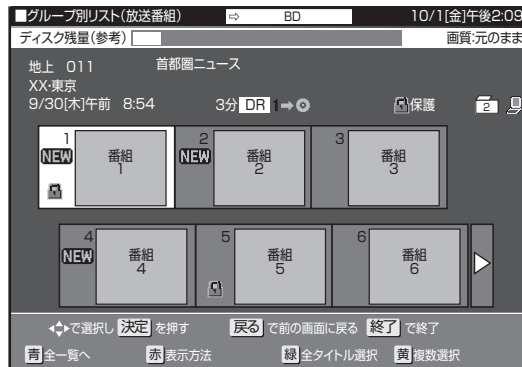 ■グループ別リスト(放送番組) ⇨ BD 10/1[金]午後2:09
ディスク残量(参考) 画質:元のまま
地上 011 首都圏ニュース
XX・東京
9/30[木]午前 8:54 3分 DR 1➡ 保護 2
1 NEW 番組 1
2 NEW 番組 2
3 番組 3
4 NEW 番組 4
5 番組 5
6 番組 6
で選択し 決定 を押す 戻る で前の画面に戻る 終了 で終了
青 全一覧へ 赤 表示方法 緑 全タイトル選択 黄 複数選択